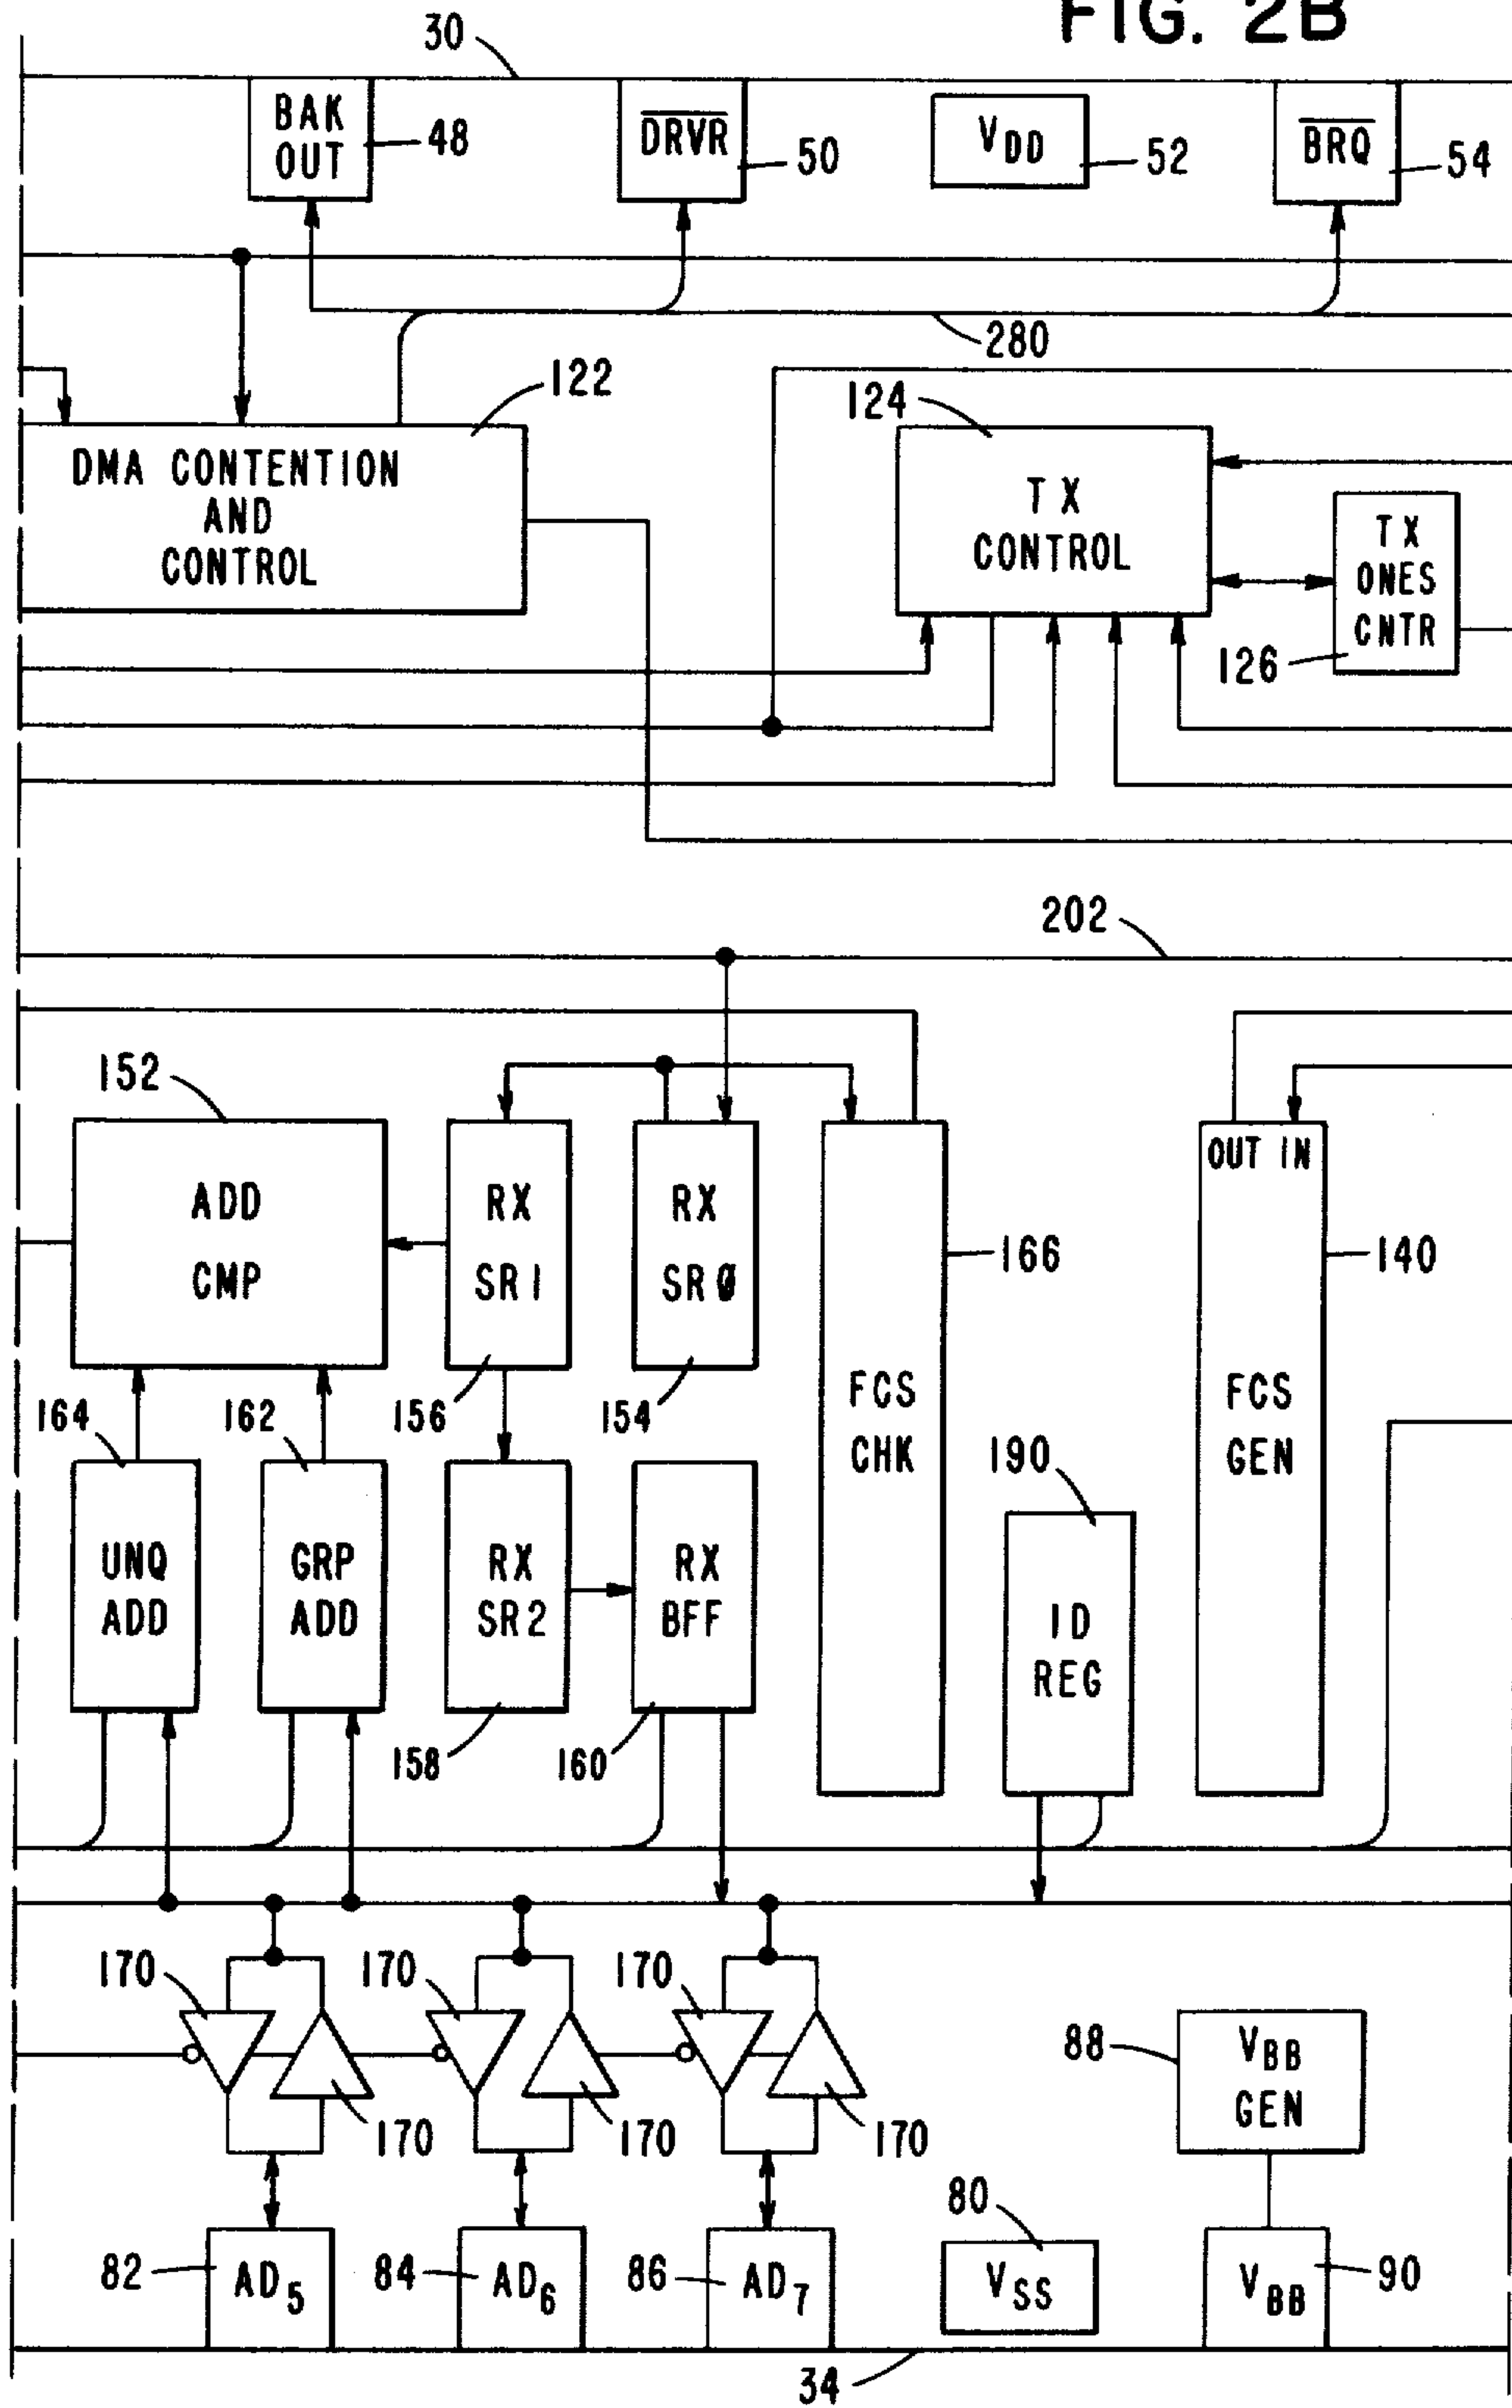 FIG. 2B
30
BAK
OUT
48
DRVR
50
VDD
52
BRQ
54
280
122
DMA CONTENTION
AND
CONTROL
124
TX
CONTROL
TX
ONES
CNTR
126
202
152
ADD
CMP
RX
SR1
RX
SR0
166
OUT IN
140
164
162
156
154
FCS
CHK
190
FCS
GEN
UNQ
ADD
GRP
ADD
RX
SR2
RX
BFF
ID
REG
158
160
170
170
170
88
VBB
GEN
170
170
170
80
82
AD5
84
AD6
86
AD7
VSS
VBB
90
34